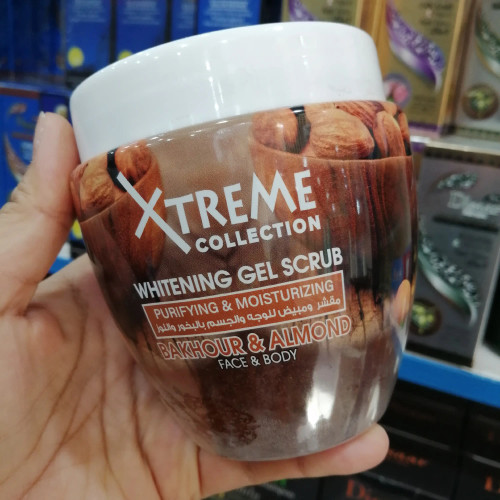 XTREME
COLLECTION
WHITENING GEL SCRUB
PURIFYING & MOISTURIZING
مقشر ومبيض للوجه والجسم بالبخور واللوز
BAKHOUR & ALMOND
FACE & BODY